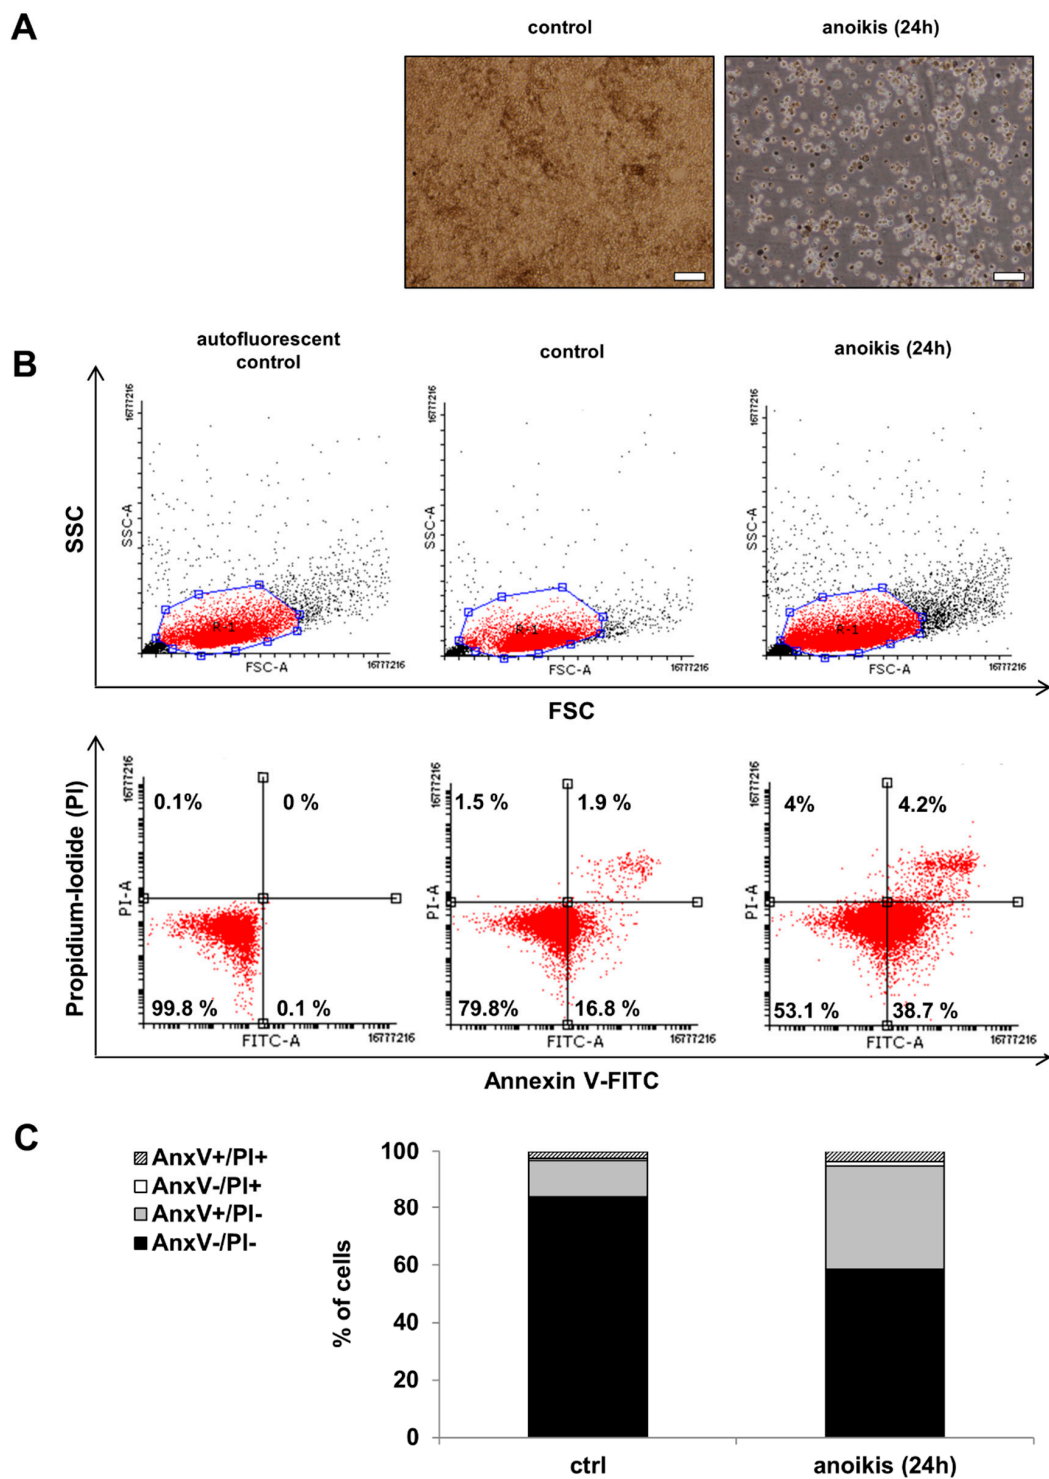 A
control
anoikis (24h)
B
autofluorescent
control
control
anoikis (24h)
SSC
16777216
SSC-A
R-1
FSC-A
16777216
16777216
SSC-A
R-1
FSC-A
16777216
16777216
SSC-A
R-1
FSC-A
16777216
FSC
Propidium-Iodide (PI)
16777216
PI-A
0.1%
0 %
99.8 %
0.1 %
FITC-A
16777216
16777216
PI-A
1.5 %
1.9 %
79.8%
16.8 %
FITC-A
16777216
16777216
PI-A
4%
4.2%
53.1 %
38.7 %
FITC-A
16777216
Annexin V-FITC
C
AnxV+/PI+
AnxV-/PI+
AnxV+/PI-
AnxV-/PI-
% of cells
100
80
60
40
20
0
ctrl
anoikis (24h)